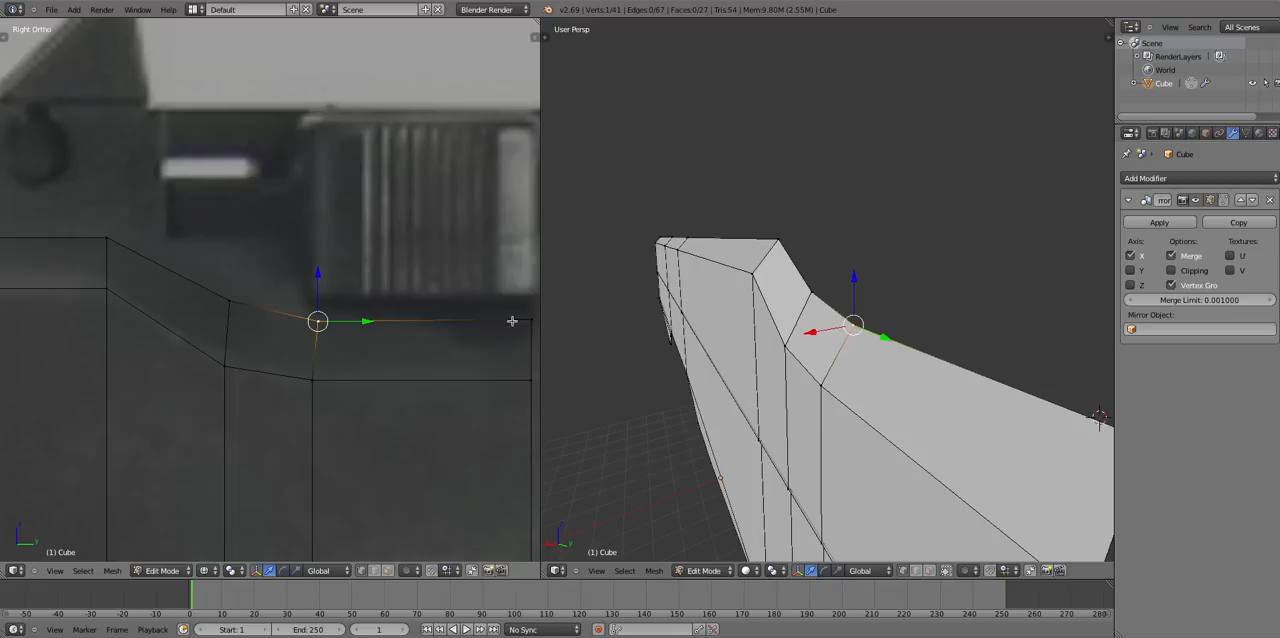 File Add Render Window Help Default Scene Blender Render v2.69 | Verts:1/41 | Edges:0/67 | Faces:0/27 | Tris:54 | Mem:9.80M (2.55M) | Cube
Right Ortho
User Persp
View Search All Scenes
Scene
RenderLayers
World
Cube
Cube
Add Modifier
rror
Apply Copy
Axis: Options: Textures:
X Merge U
Y Clipping V
Z Vertex Gro
Merge Limit: 0.001000
Mirror Object:
z
y
(1) Cube
z
y
(1) Cube
View Select Mesh Edit Mode Global
View Select Mesh Edit Mode Global
-50 -40 -30 -20 -10 0 10 20 30 40 50 60 70 80 90 100 110 120 130 140 150 160 170 180 190 200 210 220 230 240 250 260 270 280
View Marker Frame Playback Start: 1 End: 250 1 No Sync